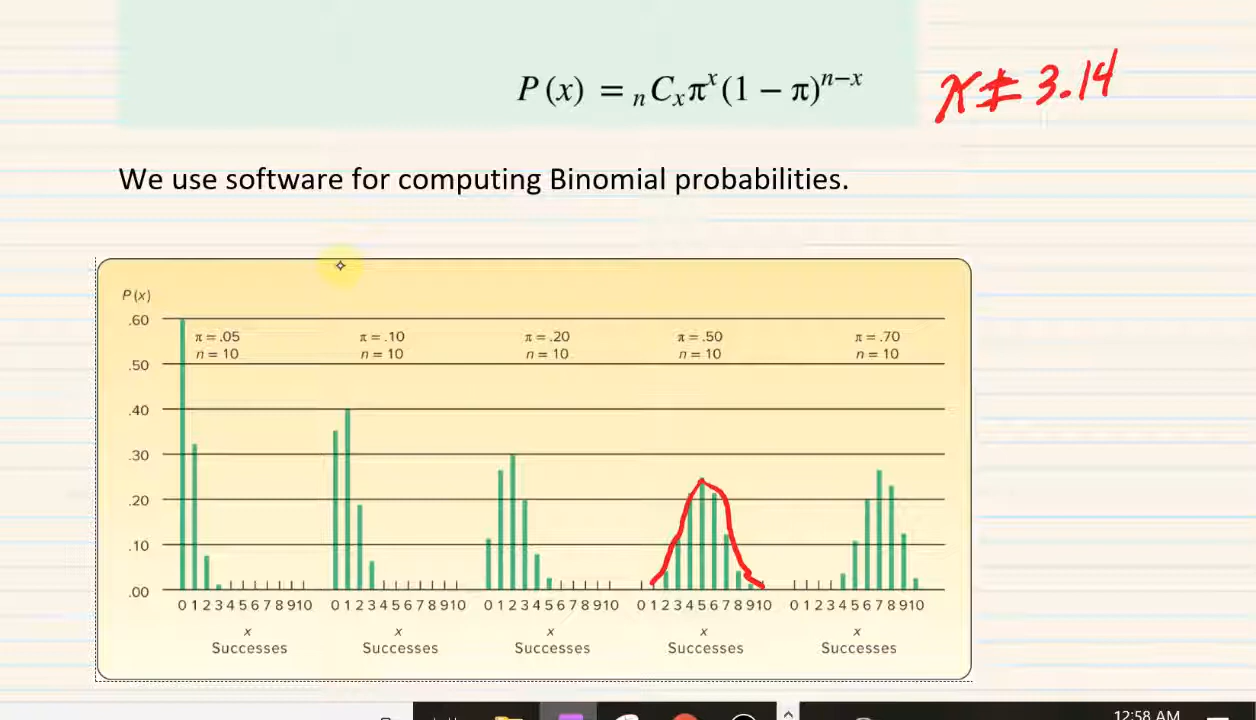 P(x) = nCxπ^x(1 − π)^{n−x}
π ≠ 3.14
We use software for computing Binomial probabilities.
P(x)
.60
.50
.40
.30
.20
.10
.00
π = .05
n = 10
π = .10
n = 10
π = .20
n = 10
π = .50
n = 10
π = .70
n = 10
0 1 2 3 4 5 6 7 8 9 10
0 1 2 3 4 5 6 7 8 9 10
0 1 2 3 4 5 6 7 8 9 10
0 1 2 3 4 5 6 7 8 9 10
0 1 2 3 4 5 6 7 8 9 10
x
Successes
x
Successes
x
Successes
x
Successes
x
Successes
12:58 AM